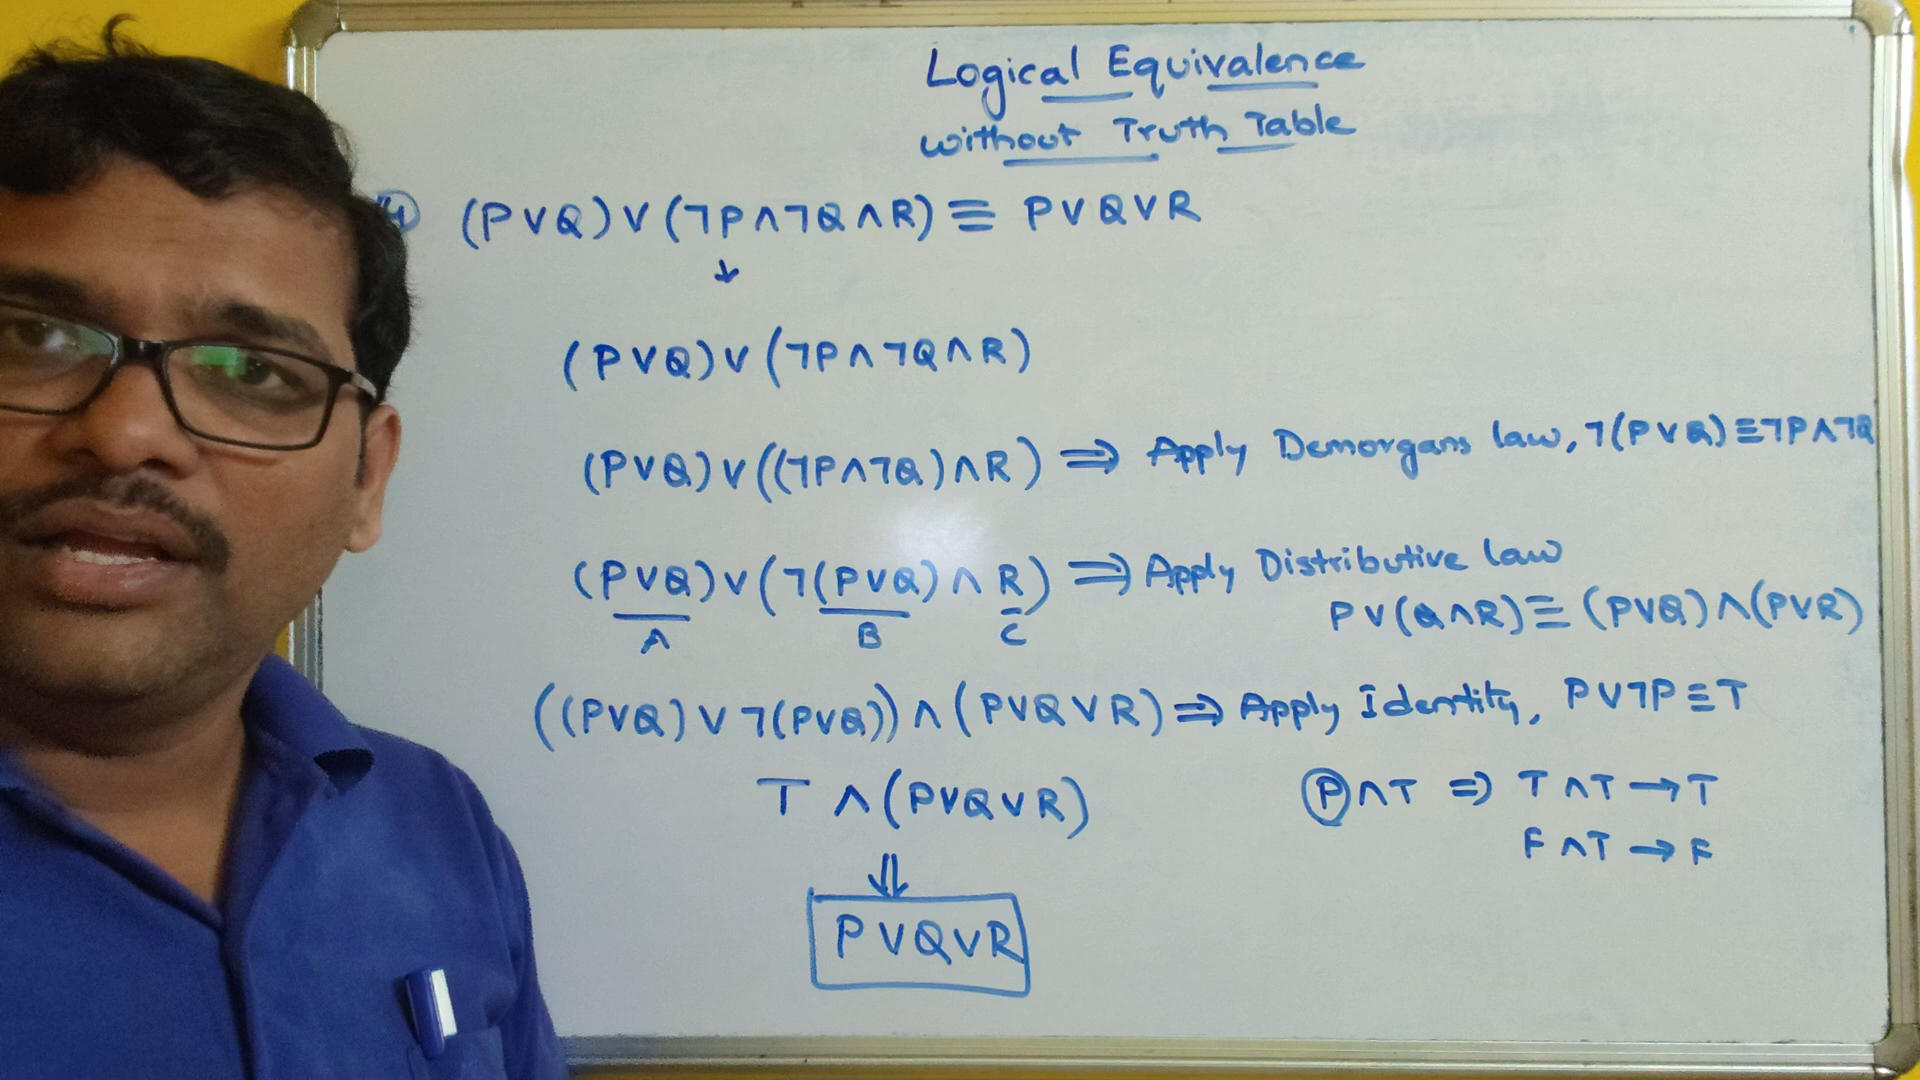 Logical Equivalence
without Truth Table
(P∨Q)∨(¬P∧¬Q∧R)≡ P∨Q∨R
↓
(P∨Q)∨(¬P∧¬Q∧R)
(P∨Q)∨((¬P∧¬Q)∧R) ⇒ Apply Demorgans law, ¬(P∨Q)≡¬P∧¬Q
(P∨Q)∨(¬(P∨Q)∧R) ⇒ Apply Distributive law
A B C P∨(Q∧R)≡(P∨Q)∧(P∨R)
((P∨Q)∨¬(P∨Q))∧(P∨Q∨R) ⇒ Apply Identity, P∨¬P≡T
T ∧(P∨Q∨R) P∧T ⇒ T∧T→T
F∧T→F
⇓
P∨Q∨R